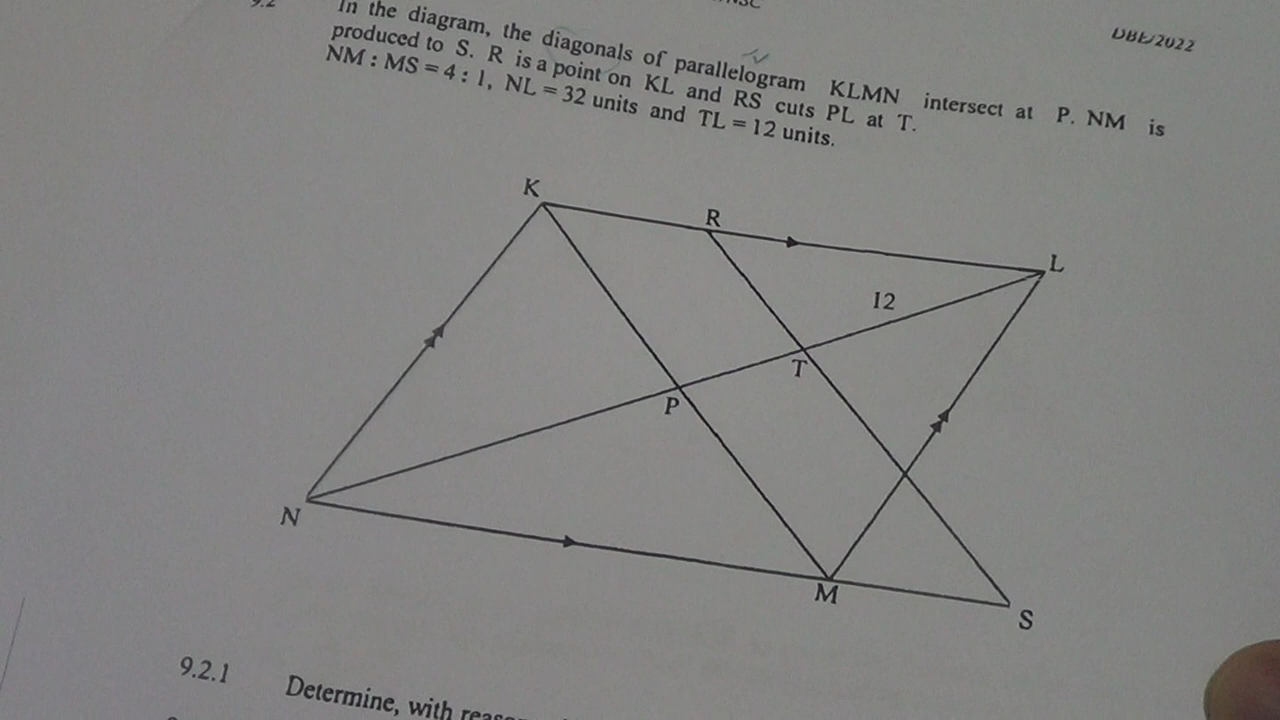 DBE/2022
9.2
In the diagram, the diagonals of parallelogram KLMN intersect at P. NM is
produced to S. R is a point on KL and RS cuts PL at T.
NM : MS = 4 : 1, NL = 32 units and TL = 12 units.
K
R
L
12
T
P
N
M
S
9.2.1 Determine, with